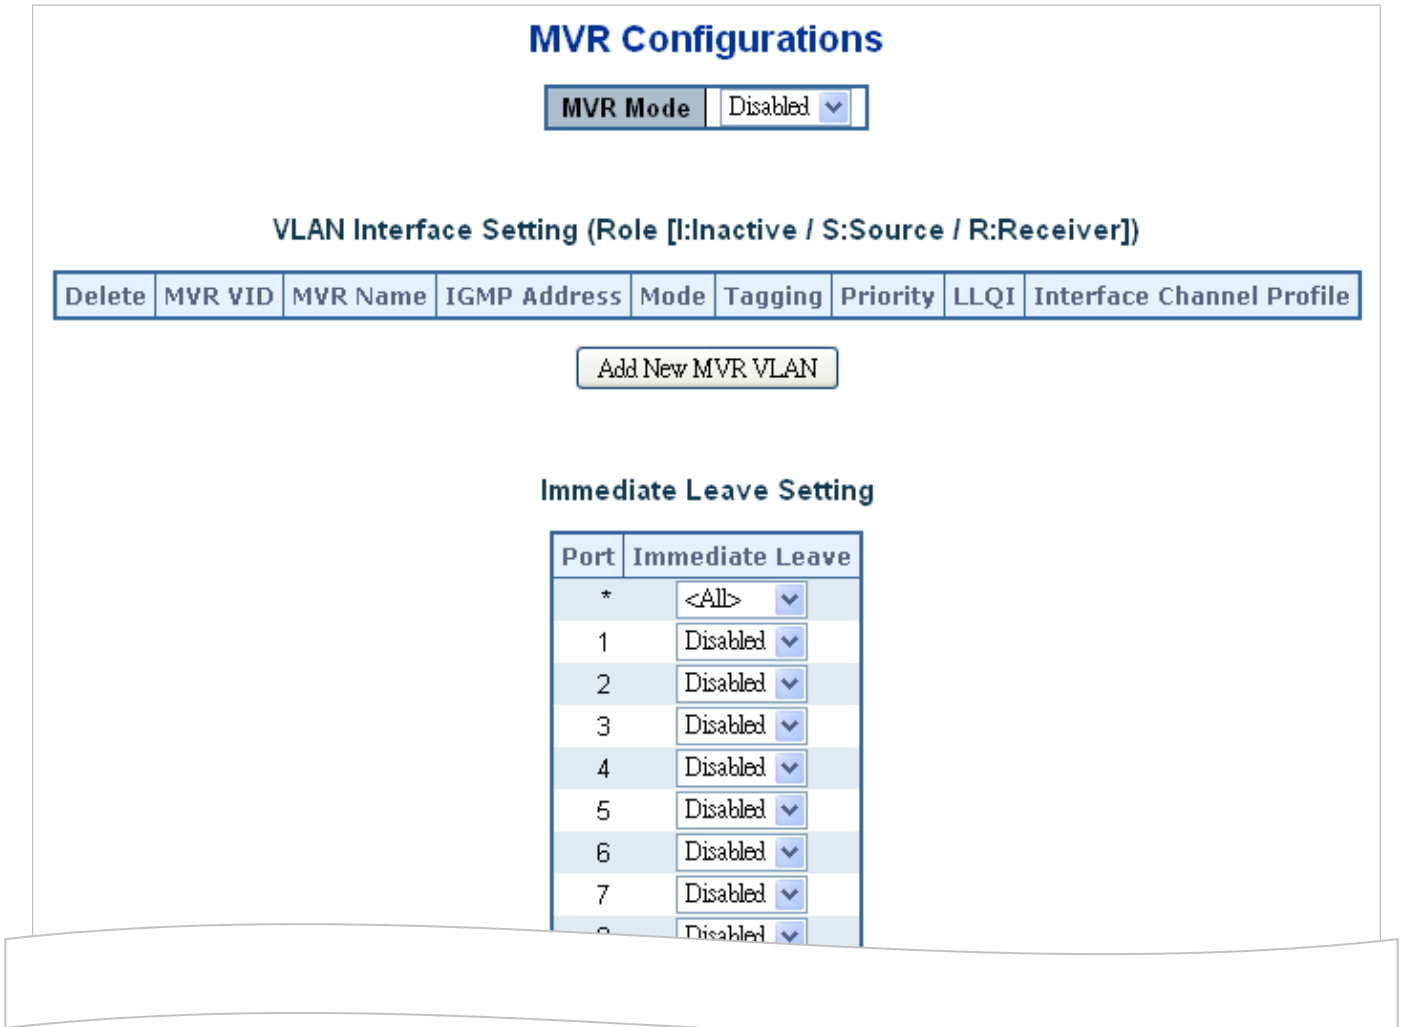 MVR Configurations
MVR Mode Disabled
VLAN Interface Setting (Role [I:Inactive / S:Source / R:Receiver])
Delete MVR VID MVR Name IGMP Address Mode Tagging Priority LLQI Interface Channel Profile
Add New MVR VLAN
Immediate Leave Setting
Port Immediate Leave
* <All>
1 Disabled
2 Disabled
3 Disabled
4 Disabled
5 Disabled
6 Disabled
7 Disabled
Disabled